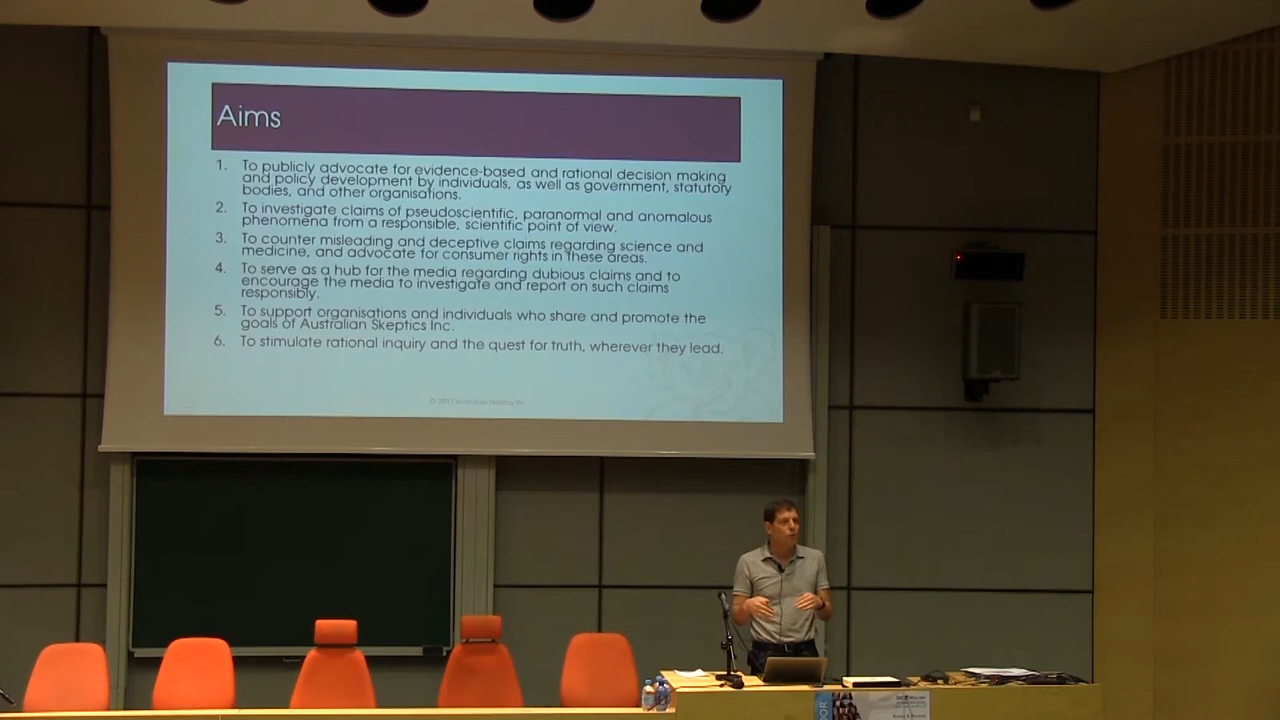 Aims
1. To publicly advocate for evidence-based and rational decision making
and policy development by individuals, as well as government, statutory
bodies, and other organisations.
2. To investigate claims of pseudoscientific, paranormal and anomalous
phenomena from a responsible, scientific point of view.
3. To counter misleading and deceptive claims regarding science and
medicine, and advocate for consumer rights in these areas.
4. To serve as a hub for the media regarding dubious claims and to
encourage the media to investigate and report on such claims
responsibly.
5. To support organisations and individuals who share and promote the
goals of Australian Skeptics Inc.
6. To stimulate rational inquiry and the quest for truth, wherever they lead.
© 2017 Australian Skeptics Inc